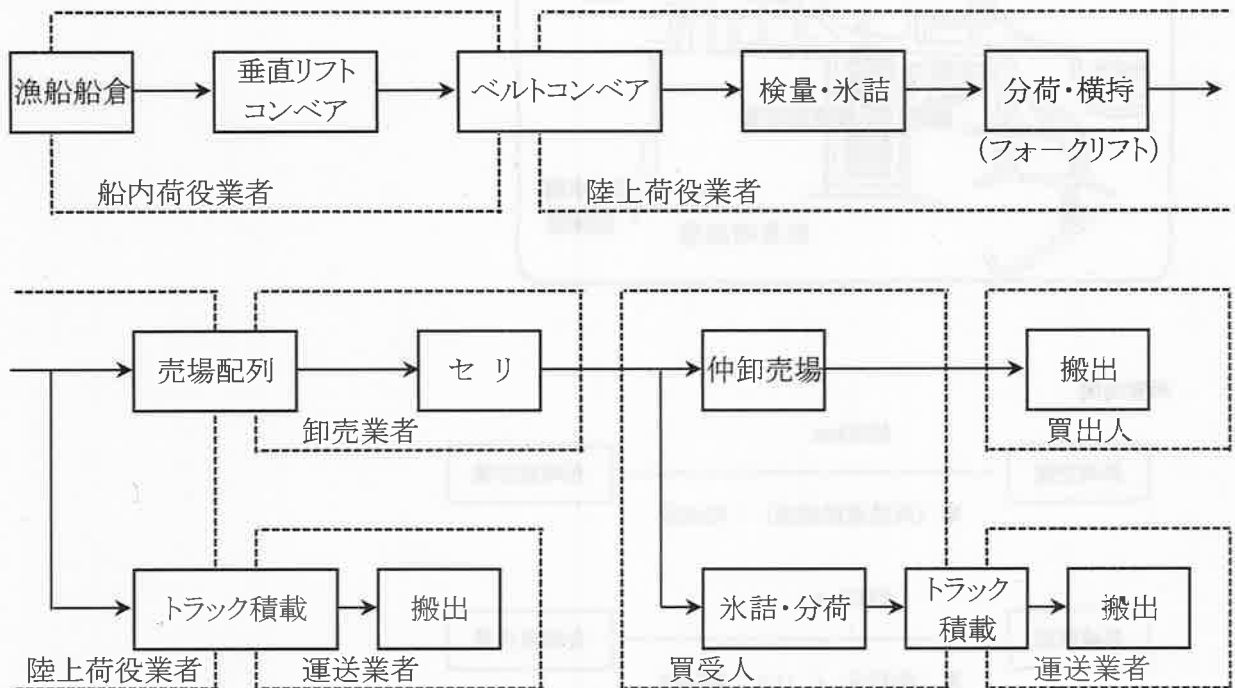 漁船船倉
垂直リフト
コンベア
ベルトコンベア
検量・氷詰
分荷・横持
(フォークリフト)
船内荷役業者
陸上荷役業者
売場配列
セリ
仲卸売場
搬出
卸売業者
買出人
トラック積載
搬出
氷詰・分荷
トラック
積載
搬出
陸上荷役業者
運送業者
買受人
運送業者